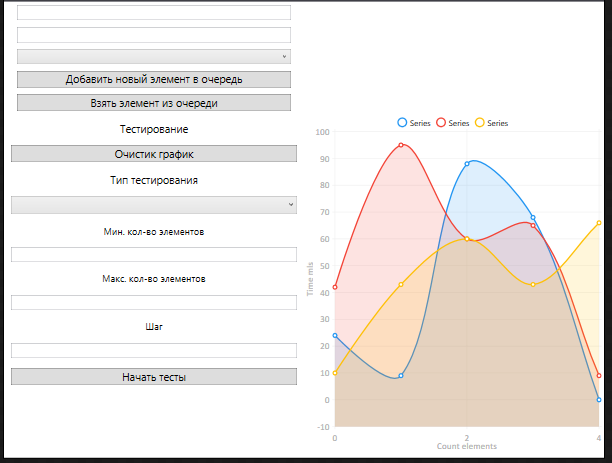 Добавить новый элемент в очередь
Взять элемент из очереди
Тестирование
Очистик график
Тип тестирования
Мин. кол-во элементов
Макс. кол-во элементов
Шаг
Начать тесты
Series Series Series
100
90
80
70
60
50
40
30
20
10
0
-10
Time mls
0 2 4
Count elements